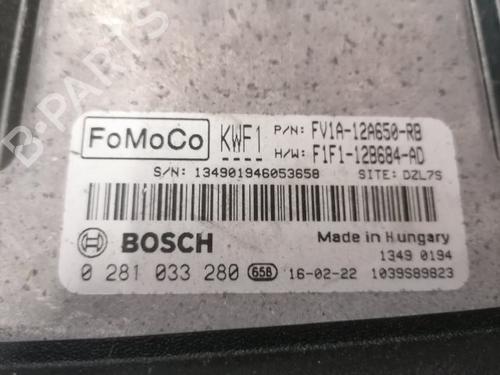 FoMoCo KWF1 P/N: FV1A-12A650-RB
H/W: F1F1-12B684-AD
S/N: 134901946053658 SITE: DZL7S
BOSCH Made in Hungary
1349 0194
0 281 033 280 658 16-02-22 1039S89823
B-PARTS